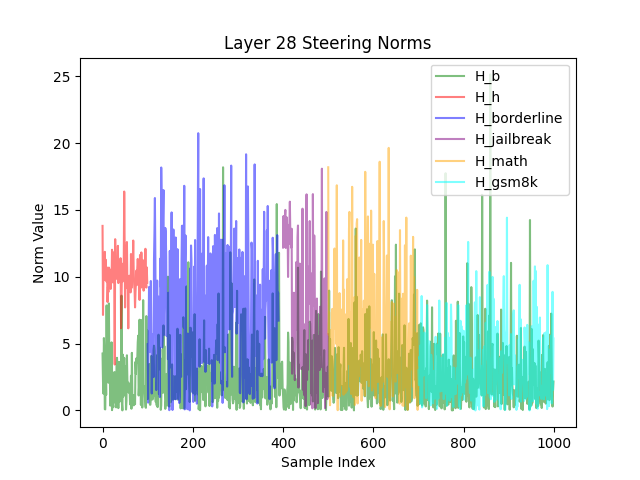 Layer 28 Steering Norms
25
20
15
10
5
0
Norm Value
H_b
H_h
H_borderline
H_jailbreak
H_math
H_gsm8k
0 200 400 600 800 1000
Sample Index